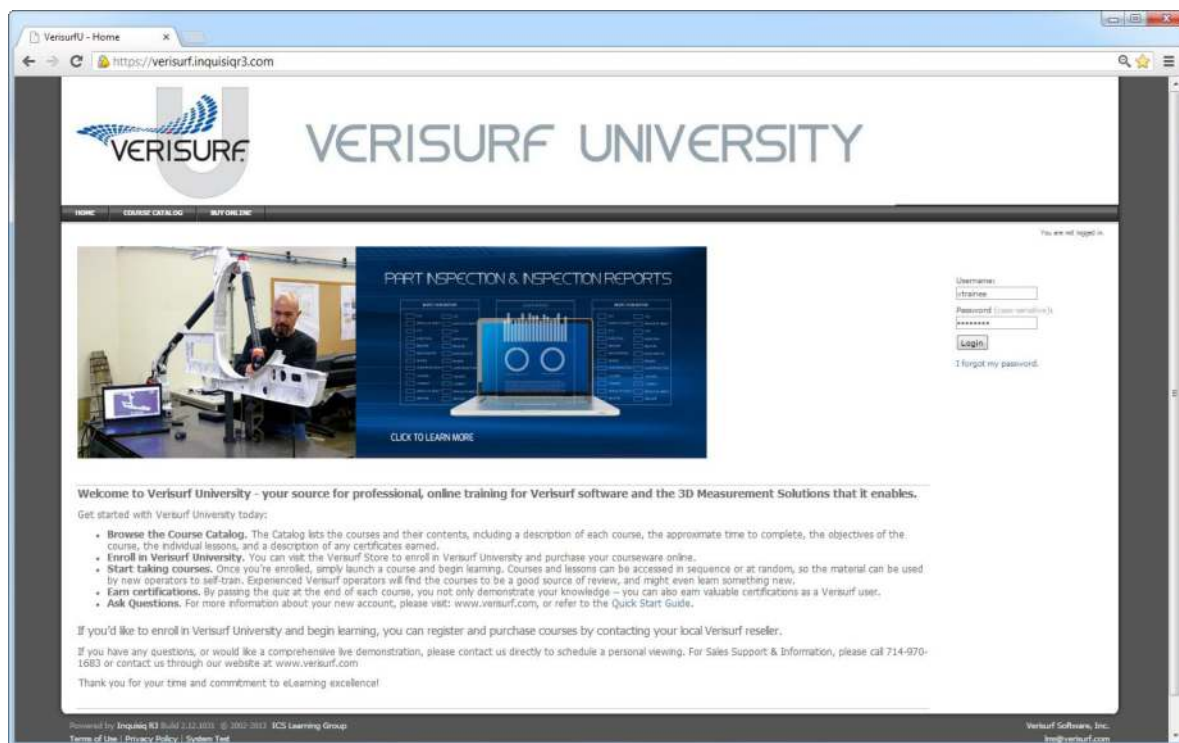 VerisurfU - Home
https://verisurf.inquisiqr3.com
VERISURF
VERISURF UNIVERSITY
HOME COURSE CATALOG BUY ONLINE
You are not logged in
PART INSPECTION & INSPECTION REPORTS
CLICK TO LEARN MORE
Username:
vtrainee
Password (case-sensitive):
••••••••
Login
I forgot my password.
Welcome to Verisurf University - your source for professional, online training for Verisurf software and the 3D Measurement Solutions that it enables.
Get started with Verisurf University today:
• Browse the Course Catalog. The Catalog lists the courses and their contents, including a description of each course, the approximate time to complete, the objectives of the
course, the individual lessons, and a description of any certificates earned.
• Enroll in Verisurf University. You can visit the Verisurf Store to enroll in Verisurf University and purchase your courseware online.
• Start taking courses. Once you're enrolled, simply launch a course and begin learning. Courses and lessons can be accessed in sequence or at random, so the material can be used
by new operators to self-train. Experienced Verisurf operators will find the courses to be a good source of review, and might even learn something new.
• Earn certifications. By passing the quiz at the end of each course, you not only demonstrate your knowledge – you can also earn valuable certifications as a Verisurf user.
• Ask Questions. For more information about your new account, please visit: www.verisurf.com, or refer to the Quick Start Guide.
If you'd like to enroll in Verisurf University and begin learning, you can register and purchase courses by contacting your local Verisurf reseller.
If you have any questions, or would like a comprehensive live demonstration, please contact us directly to schedule a personal viewing. For Sales Support & Information, please call 714-970-
1683 or contact us through our website at www.verisurf.com
Thank you for your time and commitment to eLearning excellence!
Powered by Inquisiq R3 Build 2.12.1031 © 2002-2013 ICS Learning Group
Verisurf Software, Inc.
Terms of Use | Privacy Policy | System Test
lms@verisurf.com